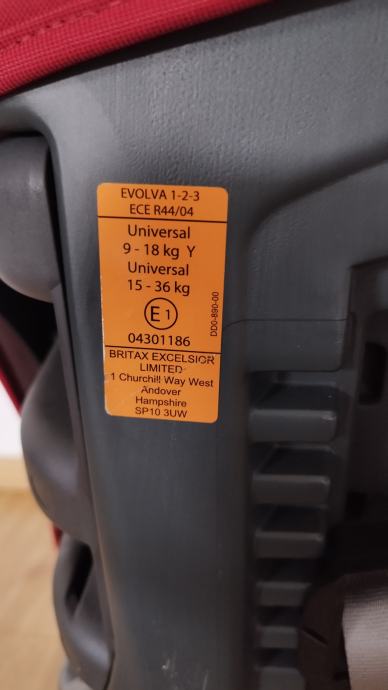 EVOLVA 1-2-3
ECE R44/04
Universal
9 - 18 kg Y
Universal
15 - 36 kg
E1
04301186
DD0-890-00
BRITAX EXCELSIOR
LIMITED
1 Churchill Way West
Andover
Hampshire
SP10 3UW